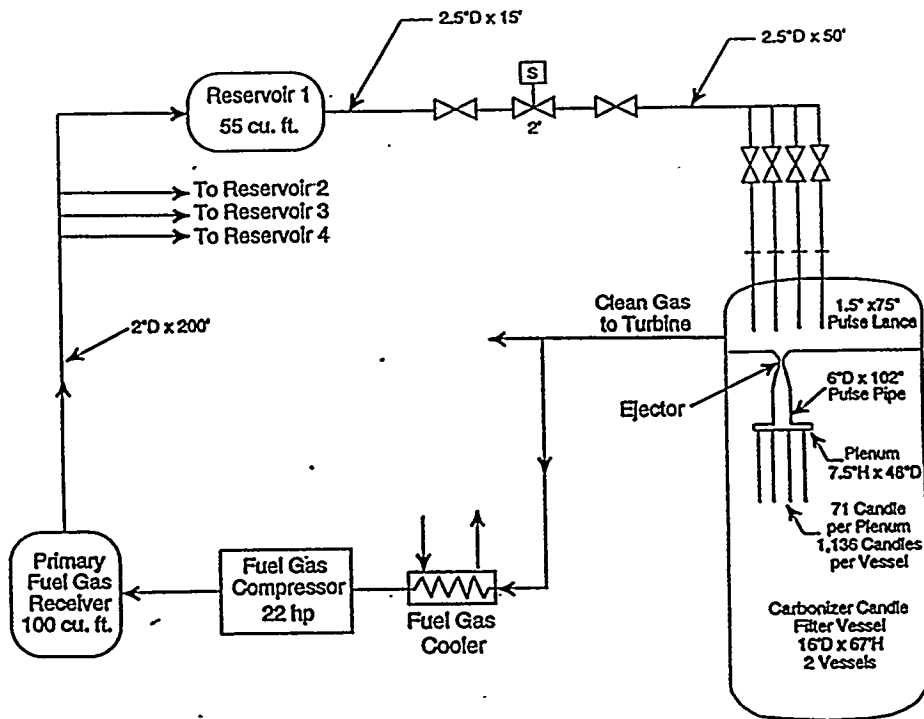 2.5"D x 15'
2.5"D x 50'
Reservoir 1
55 cu. ft.
S
2"
To Reservoir 2
To Reservoir 3
To Reservoir 4
2"D x 200'
Clean Gas
to Turbine
1.5" x75"
Pulse Lance
Ejector
6"D x 102"
Pulse Pipe
Plenum
7.5"H x 48"D
71 Candle
per Plenum
1,136 Candles
per Vessel
Primary
Fuel Gas
Receiver
100 cu. ft.
Fuel Gas
Compressor
22 hp
Fuel Gas
Cooler
Carbonizer Candle
Filter Vessel
16'D x 67'H
2 Vessels